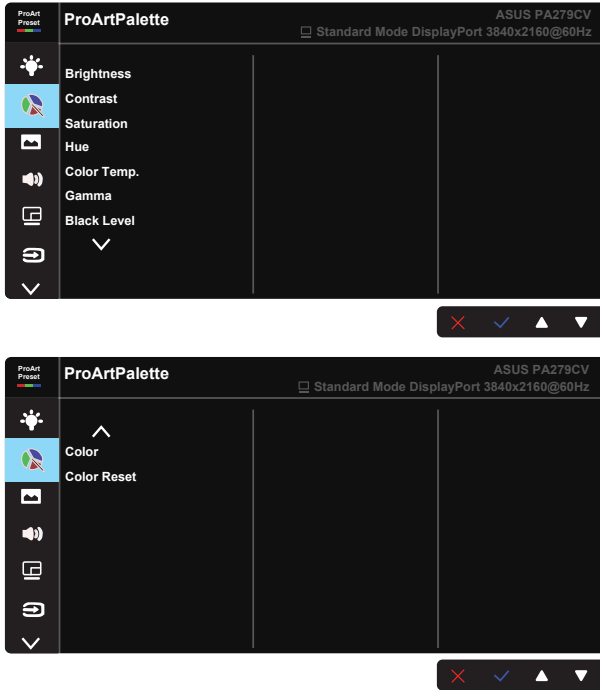 ProArt
Preset
ProArtPalette
ASUS PA279CV
Standard Mode DisplayPort 3840x2160@60Hz
Brightness
Contrast
Saturation
Hue
Color Temp.
Gamma
Black Level
ProArt
Preset
ProArtPalette
ASUS PA279CV
Standard Mode DisplayPort 3840x2160@60Hz
Color
Color Reset